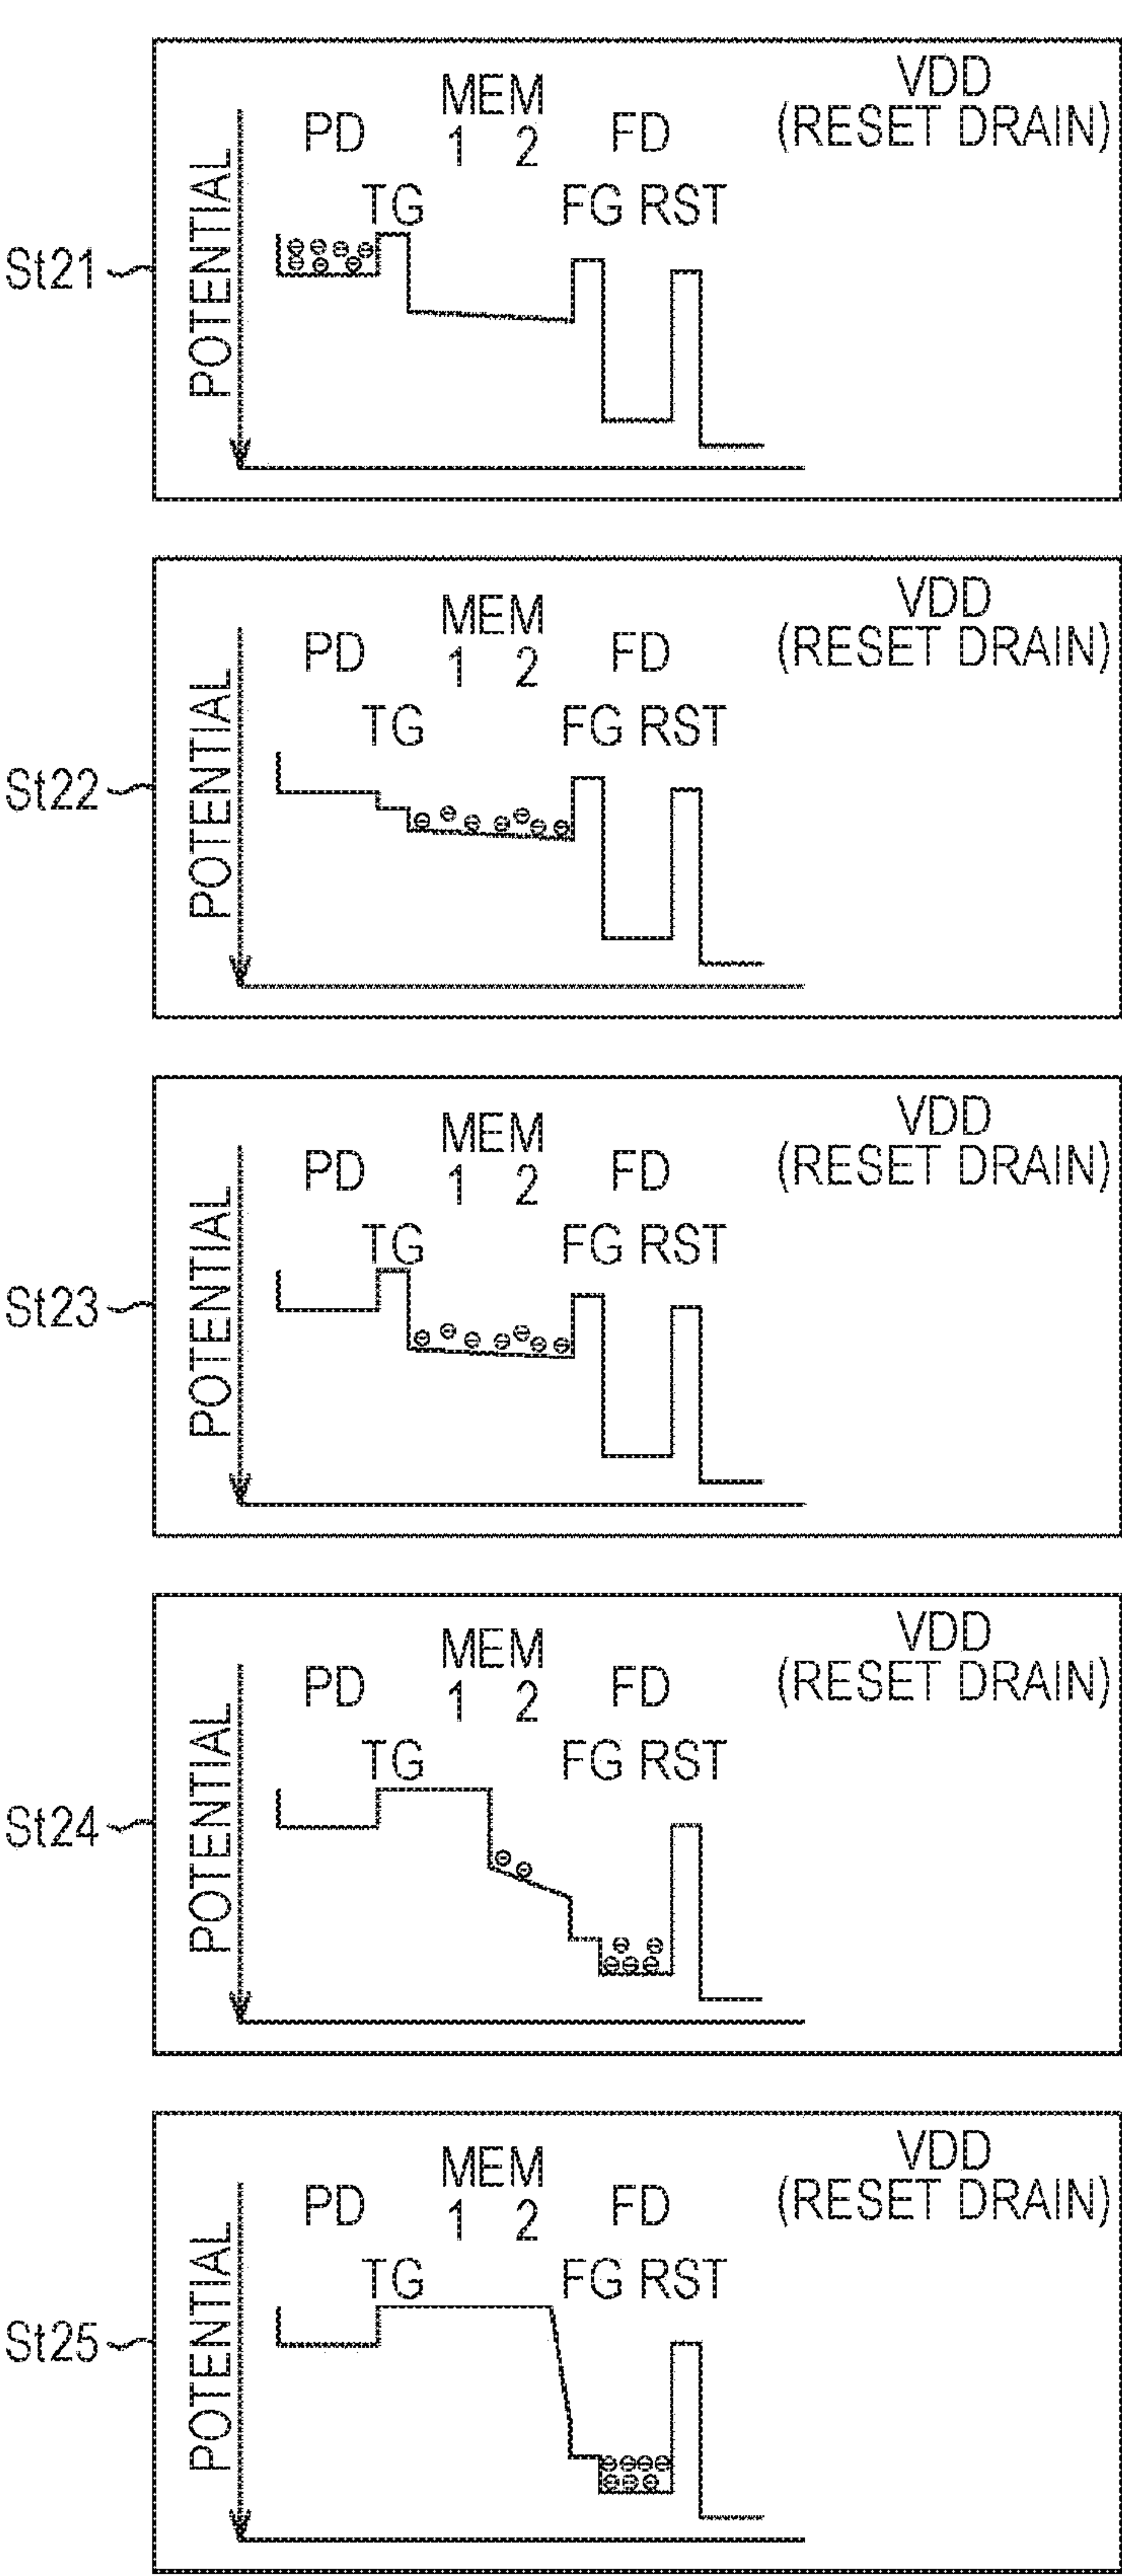 St21
POTENTIAL
PD
MEM
1 2
FD
VDD
(RESET DRAIN)
TG
FG RST
St22
POTENTIAL
PD
MEM
1 2
FD
VDD
(RESET DRAIN)
TG
FG RST
St23
POTENTIAL
PD
MEM
1 2
FD
VDD
(RESET DRAIN)
TG
FG RST
St24
POTENTIAL
PD
MEM
1 2
FD
VDD
(RESET DRAIN)
TG
FG RST
St25
POTENTIAL
PD
MEM
1 2
FD
VDD
(RESET DRAIN)
TG
FG RST